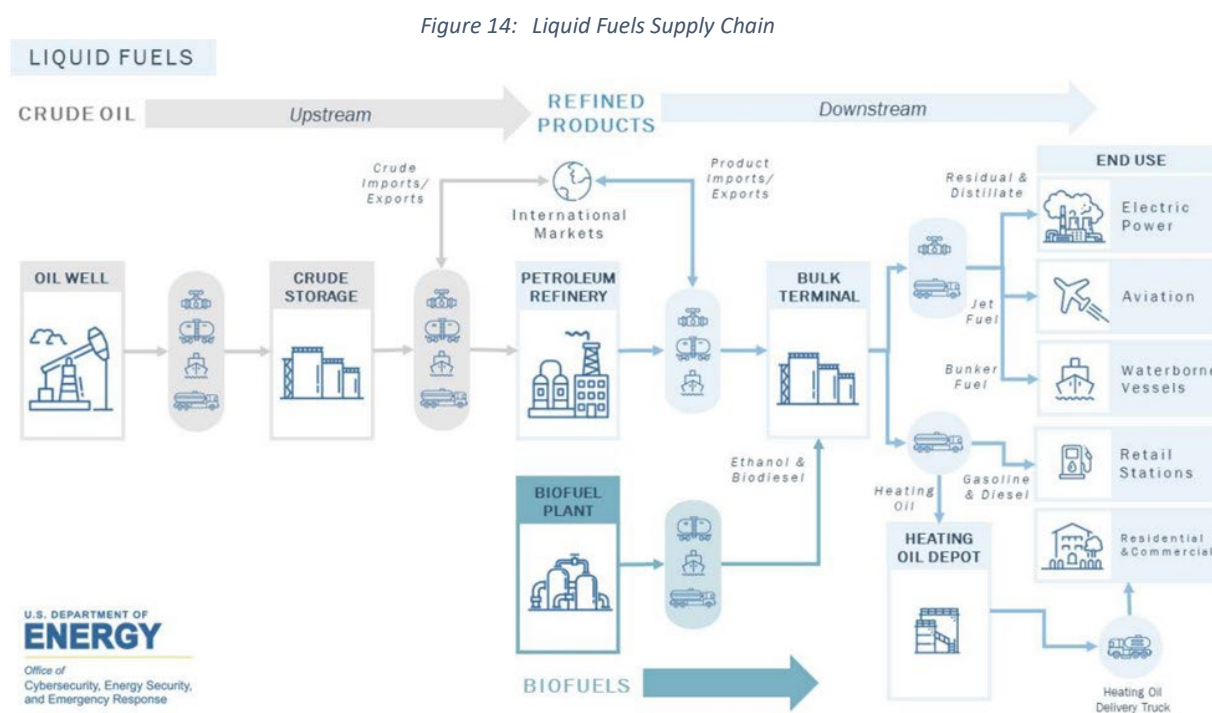 Figure 14: Liquid Fuels Supply Chain
LIQUID FUELS
CRUDE OIL
Upstream
REFINED
PRODUCTS
Downstream
Crude
Imports/
Exports
International
Markets
Product
Imports/
Exports
Residual &
Distillate
END USE
Electric
Power
OIL WELL
CRUDE
STORAGE
PETROLEUM
REFINERY
BULK
TERMINAL
Jet
Fuel
Aviation
Bunker
Fuel
Waterborne
Vessels
Ethanol &
Biodiesel
Heating
Oil
Gasoline
& Diesel
Retail
Stations
BIOFUEL
PLANT
HEATING
OIL DEPOT
Residential
&Commercial
U.S. DEPARTMENT OF
ENERGY
Office of
Cybersecurity, Energy Security,
and Emergency Response
BIOFUELS
Heating Oil
Delivery Truck